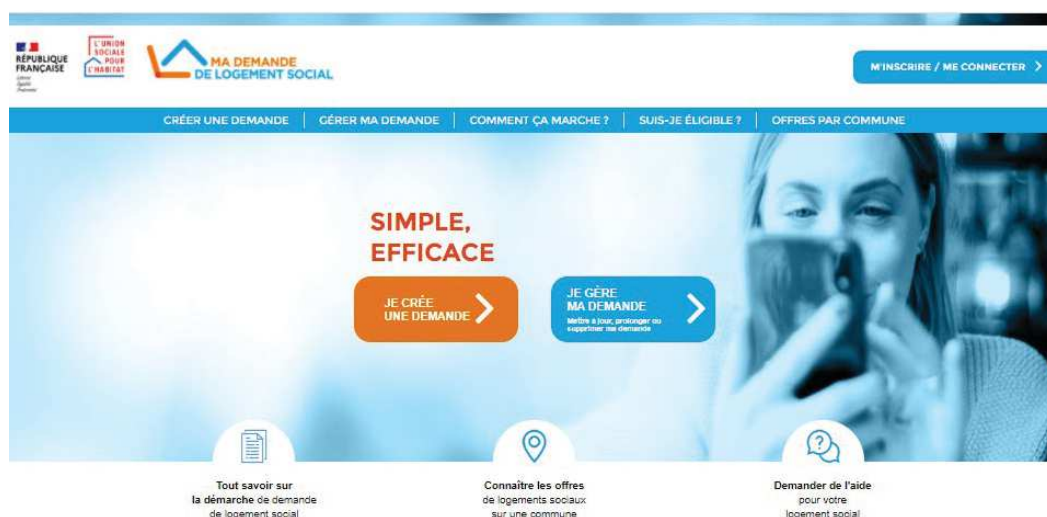 RÉPUBLIQUE
FRANÇAISE
Liberté
Égalité
Fraternité
L'UNION
SOCIALE
POUR
L'HABITAT
MA DEMANDE
DE LOGEMENT SOCIAL
M'INSCRIRE / ME CONNECTER
CRÉER UNE DEMANDE
GÉRER MA DEMANDE
COMMENT ÇA MARCHE ?
SUIS-JE ÉLIGIBLE ?
OFFRES PAR COMMUNE
SIMPLE,
EFFICACE
JE CRÉE
UNE DEMANDE
JE GÈRE
MA DEMANDE
Mettre à jour, prolonger ou
supprimer ma demande
Tout savoir sur
la démarche de demande
de logement social
Connaître les offres
de logements sociaux
sur une commune
Demander de l'aide
pour votre
logement social